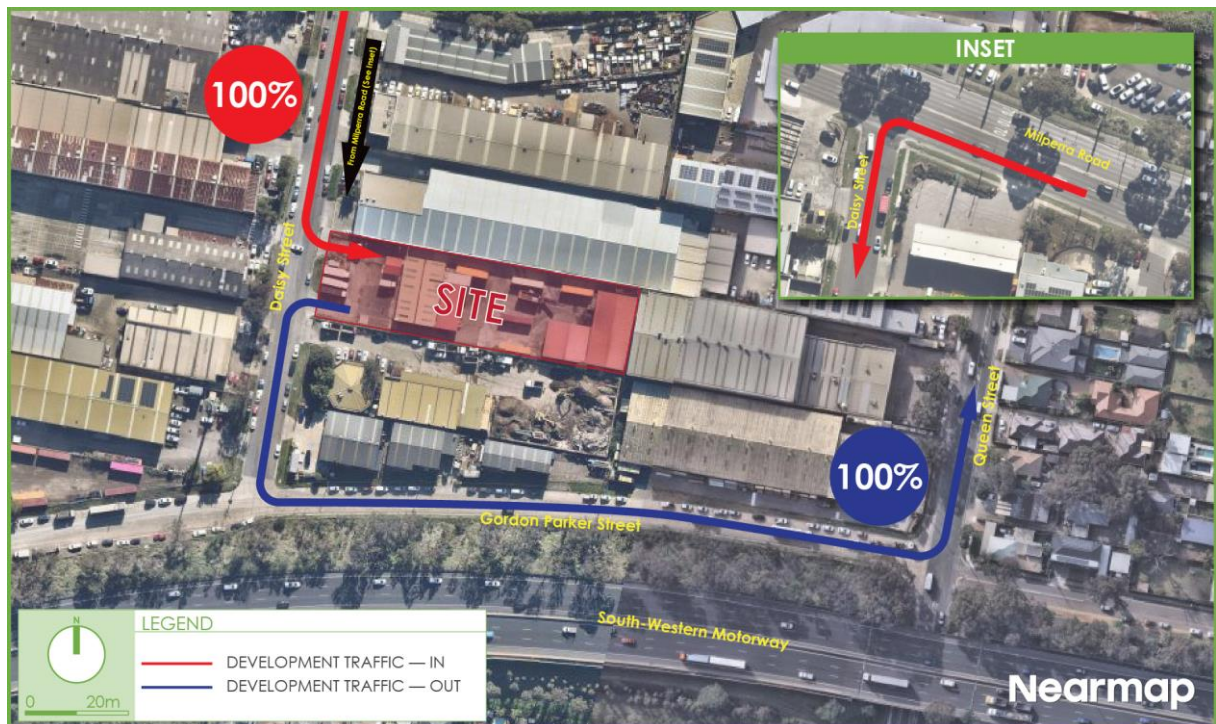 100%
From Milperra Road (See Inset)
INSET
Milperra Road
Daisy Street
Daisy Street
SITE
Queen Street
100%
Gordon Parker Street
South-Western Motorway
LEGEND
N
DEVELOPMENT TRAFFIC — IN
DEVELOPMENT TRAFFIC — OUT
0 20m
Nearmap